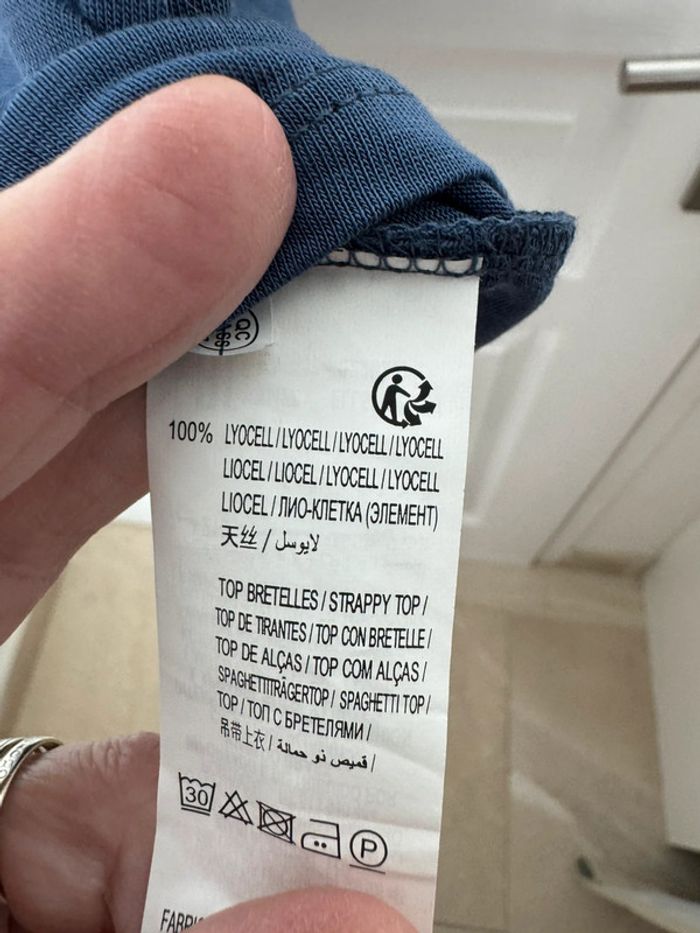 QC
100% LYOCELL / LYOCELL / LYOCELL / LYOCELL
LIOCEL / LIOCEL / LYOCELL / LYOCELL
LIOCEL / ЛИО-КЛЕТКА (ЭЛЕМЕНТ)
天丝 / لايوسل
TOP BRETELLES / STRAPPY TOP /
TOP DE TIRANTES / TOP CON BRETELLE /
TOP DE ALÇAS / TOP COM ALÇAS /
SPAGHETTITRÄGERTOP / SPAGHETTI TOP /
TOP / ТОП С БРЕТЕЛЯМИ /
吊带上衣 / قميص ذو حمالة /
30 P